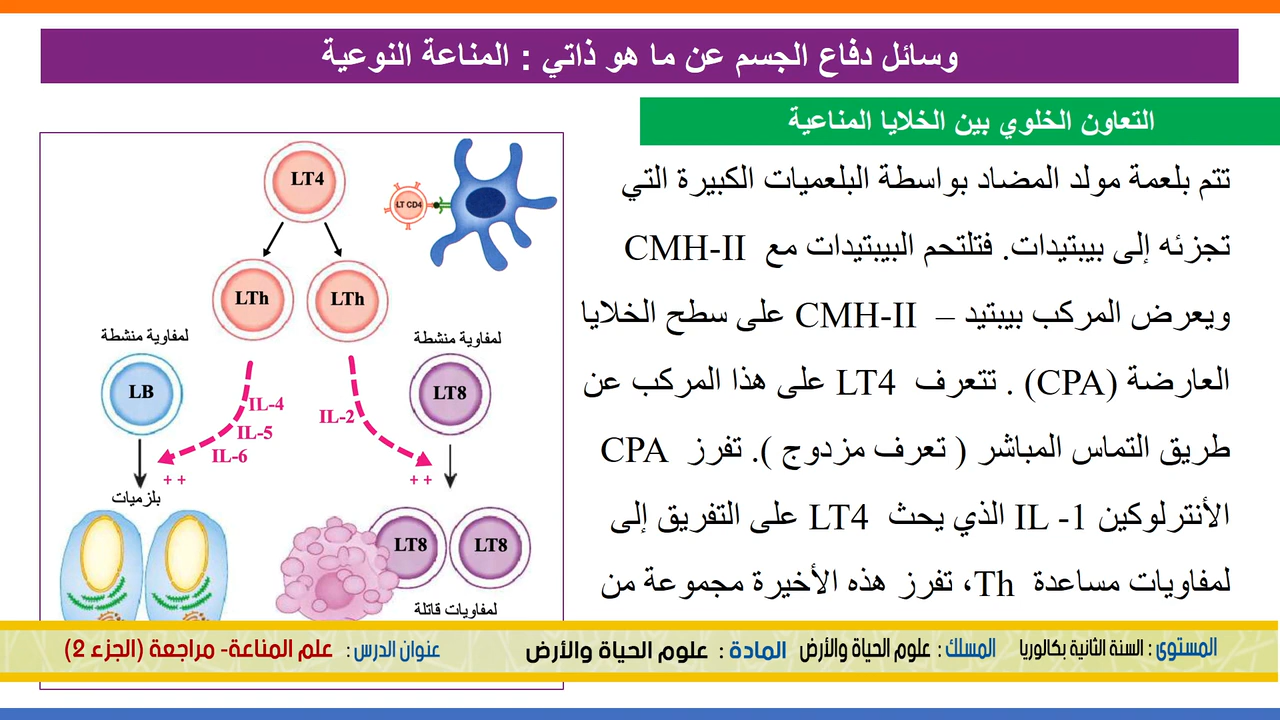 وسائل دفاع الجسم عن ما هو ذاتي : المناعة النوعية
التعاون الخلوي بين الخلايا المناعية
تتم بلعمة مولد المضاد بواسطة البلعميات الكبيرة التي
تجزئه إلى بيبتيدات. فتلتحم البيبتيدات مع CMH-II
ويعرض المركب بيبتيد – CMH-II على سطح الخلايا
العارضة (CPA) . تتعرف LT4 على هذا المركب عن
طريق التماس المباشر ( تعرف مزدوج ). تفرز CPA
الأنترلوكين IL -1 الذي يحث LT4 على التفريق إلى
لمفاويات مساعدة Th، تفرز هذه الأخيرة مجموعة من
LT4
LT CD4
LTh
LTh
لمفاوية منشطة
لمفاوية منشطة
LB
LT8
IL-4
IL-5
IL-6
IL-2
+ +
+ +
بلزميات
LT8
LT8
لمفاويات قاتلة
المستوى : السنة الثانية بكالوريا
المسلك : علوم الحياة والأرض
المادة : علوم الحياة والأرض
عنوان الدرس : علم المناعة- مراجعة (الجزء 2)